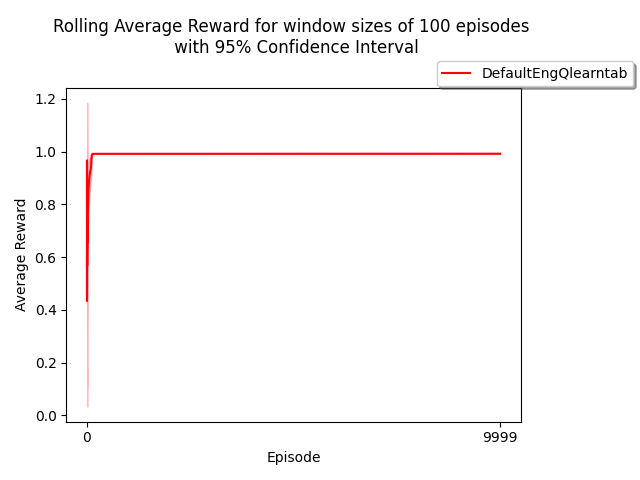 Rolling Average Reward for window sizes of 100 episodes
with 95% Confidence Interval
DefaultEngQlearntab
1.2
1.0
0.8
0.6
0.4
0.2
0.0
Average Reward
0
9999
Episode